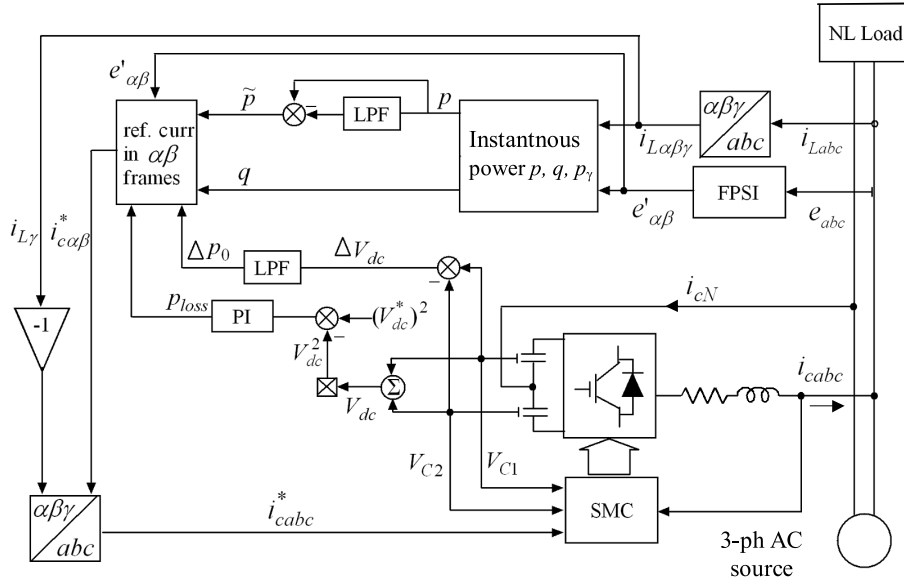 NL Load
e'αβ
p̃
−
LPF
p
Instantnous
power p, q, pγ
iLαβγ
αβγ
abc
iLabc
ref. curr
in αβ
frames
q
e'αβ
FPSI
eabc
iLγ
i*cαβ
Δp0
LPF
ΔVdc
−
icN
ploss
PI
(V*dc)2
−
-1
V2dc
Σ
Vdc
icabc
VC2
VC1
αβγ
abc
i*cabc
SMC
3-ph AC
source